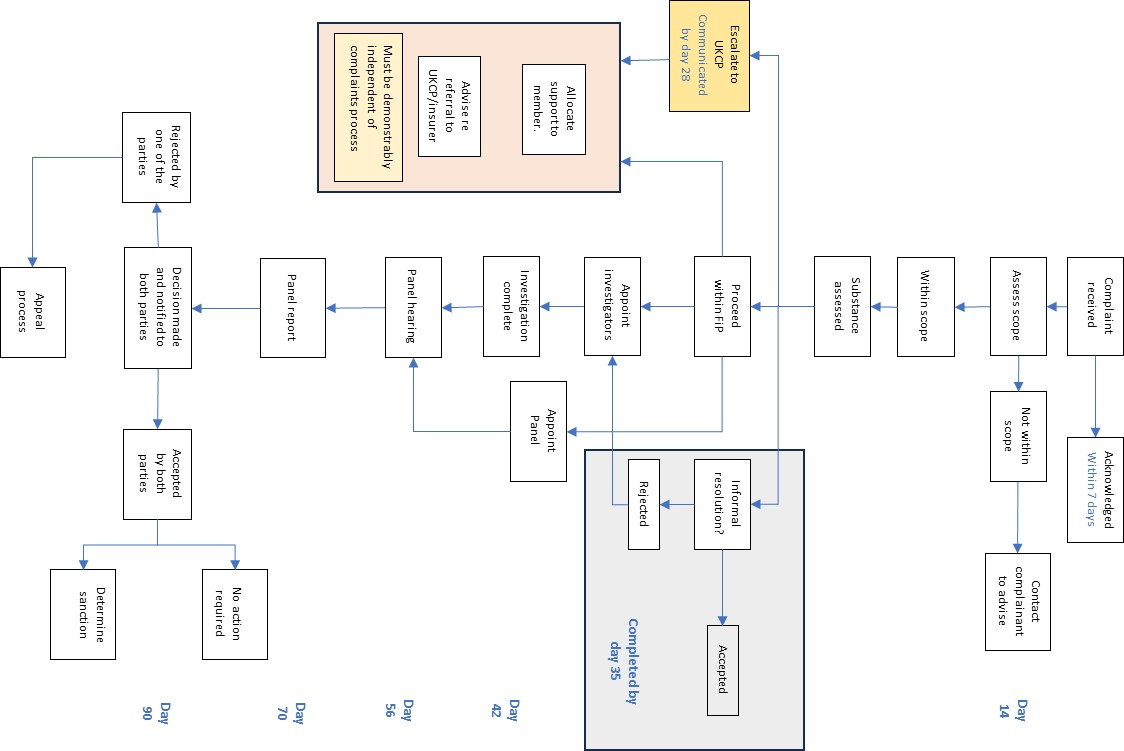 Complaint
received
Acknowledged
Within 7 days
Assess scope
Not within
scope
Contact
complainant
to advise
Day
14
Within scope
Substance
assessed
Escalate to
UKCP
Communicated
by day 28
Proceed
within FiP
Informal
resolution?
Accepted
Rejected
Completed by
day 35
Allocate
support to
member.
Advise re
referral to
UKCP/insurer
Must be demonstrably
independent of
complaints process
Appoint
investigators
Appoint
Panel
Investigation
complete
Day
42
Panel hearing
Day
56
Panel report
Day
70
Decision made
and notified to
both parties
Rejected by
one of the
parties
Accepted
by both
parties
Day
90
Appeal
process
No action
required
Determine
sanction